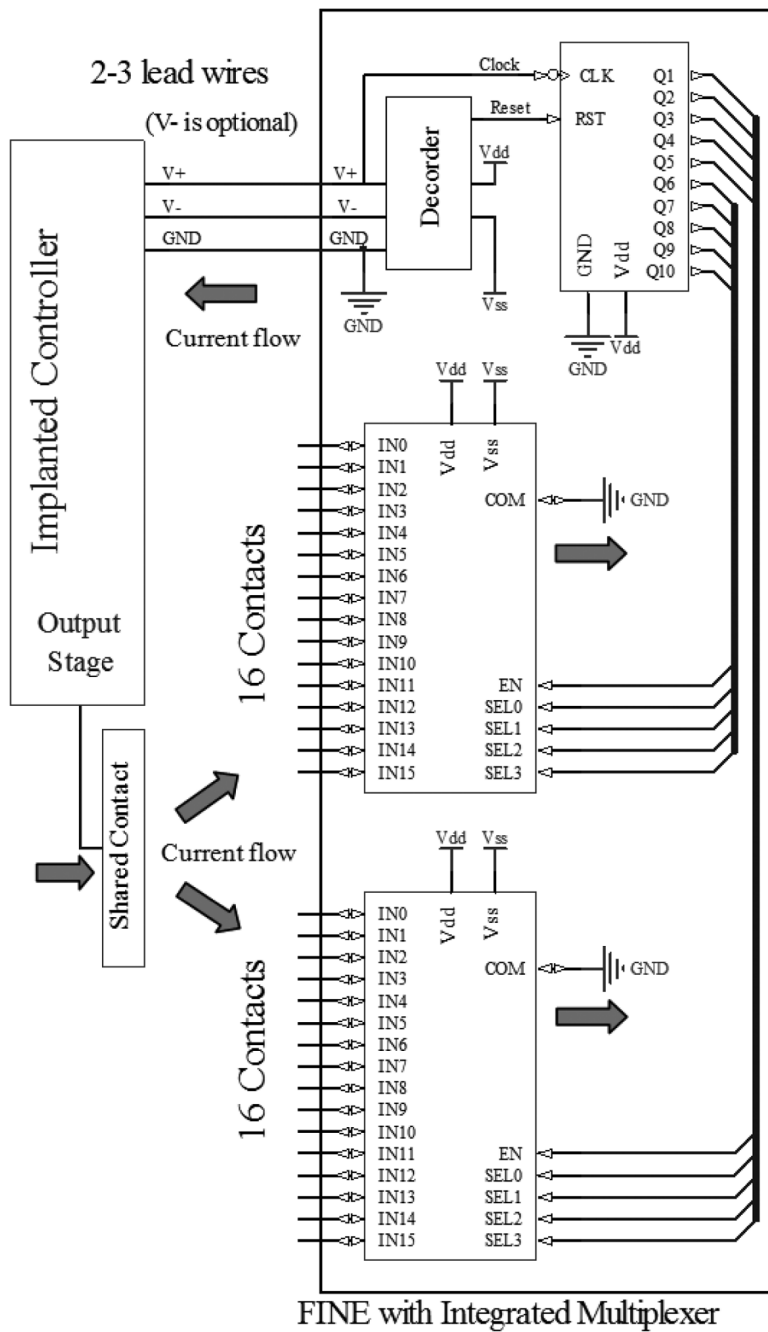 2-3 lead wires
(V- is optional)
Implanted Controller
Output
Stage
V+
V-
GND
V+
V-
GND
Current flow
GND
Decorder
Clock
Reset
Vdd
Vss
CLK
RST
GND
Vdd
Q1
Q2
Q3
Q4
Q5
Q6
Q7
Q8
Q9
Q10
GND
Vdd
16 Contacts
Vdd
Vss
Vdd
Vss
IN0
IN1
IN2
IN3
IN4
IN5
IN6
IN7
IN8
IN9
IN10
IN11
IN12
IN13
IN14
IN15
COM
GND
EN
SEL0
SEL1
SEL2
SEL3
Shared Contact
Current flow
16 Contacts
Vdd
Vss
Vdd
Vss
IN0
IN1
IN2
IN3
IN4
IN5
IN6
IN7
IN8
IN9
IN10
IN11
IN12
IN13
IN14
IN15
COM
GND
EN
SEL0
SEL1
SEL2
SEL3
FINE with Integrated Multiplexer